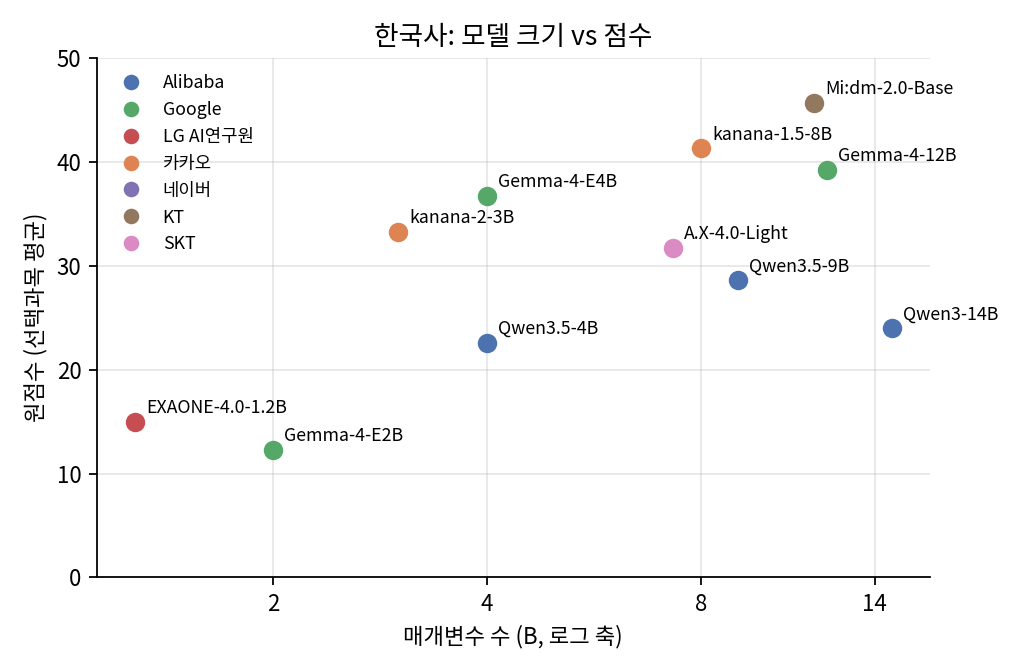 한국사: 모델 크기 vs 점수
원점수 (선택과목 평균)
50
40
30
20
10
0
Alibaba
Google
LG AI연구원
카카오
네이버
KT
SKT
Mi:dm-2.0-Base
kanana-1.5-8B
Gemma-4-12B
Gemma-4-E4B
kanana-2-3B
A.X-4.0-Light
Qwen3.5-9B
Qwen3-14B
Qwen3.5-4B
EXAONE-4.0-1.2B
Gemma-4-E2B
2
4
8
14
매개변수 수 (B, 로그 축)